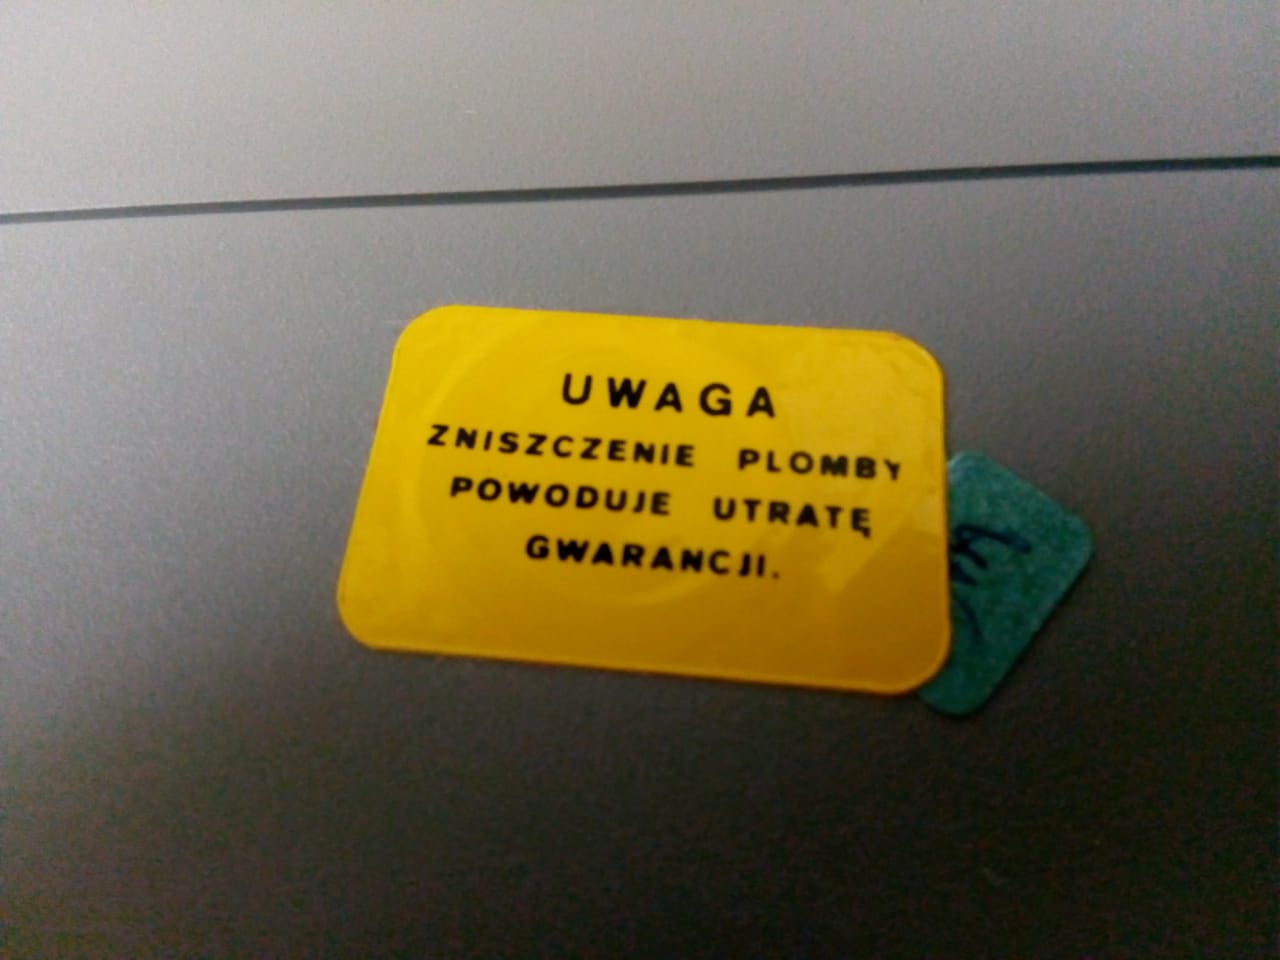 UWAGA
ZNISZCZENIE PLOMBY
POWODUJE UTRATĘ
GWARANCJI.